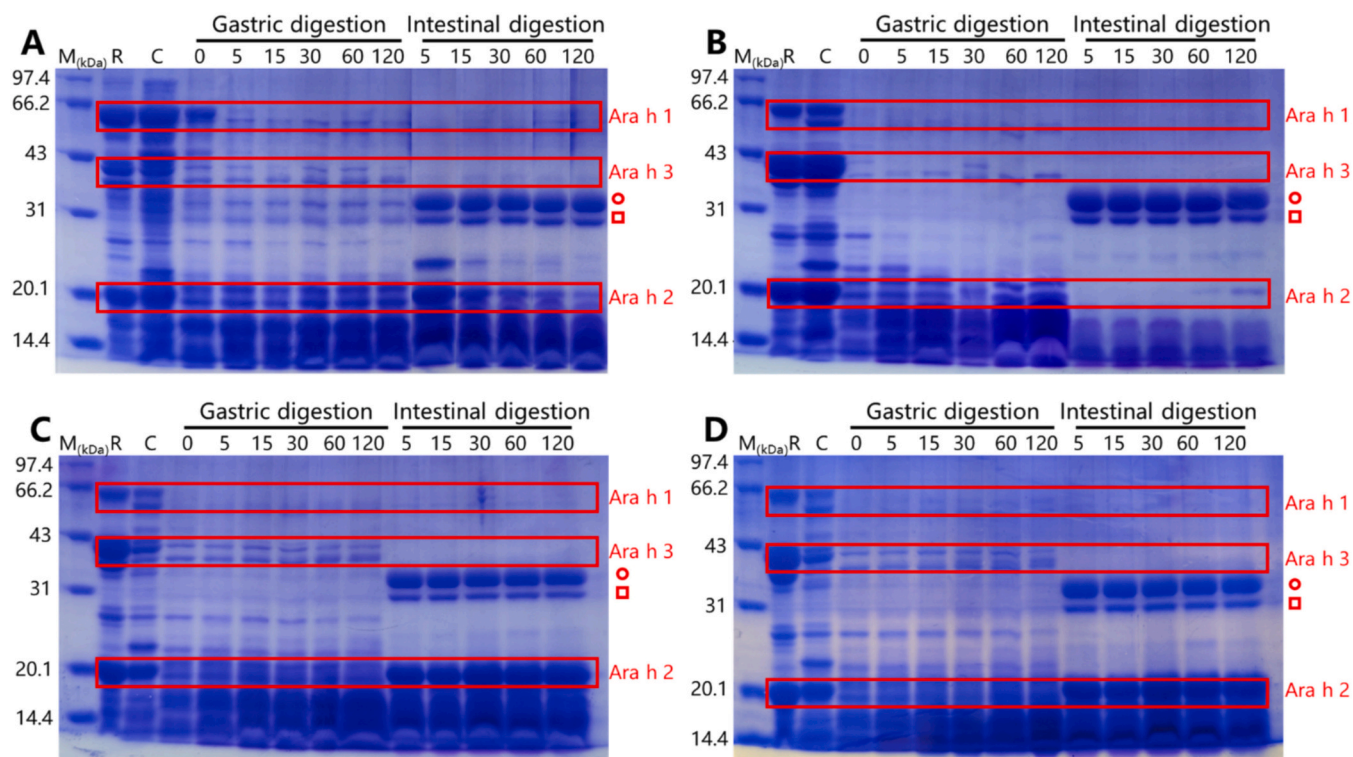 A
Gastric digestion Intestinal digestion
M(kDa) R C 0 5 15 30 60 120 5 15 30 60 120
97.4
66.2
Ara h 1
43
Ara h 3
31
20.1
Ara h 2
14.4
B
Gastric digestion Intestinal digestion
M(kDa) R C 0 5 15 30 60 120 5 15 30 60 120
97.4
66.2
Ara h 1
43
Ara h 3
31
20.1
Ara h 2
14.4
C
Gastric digestion Intestinal digestion
M(kDa) R C 0 5 15 30 60 120 5 15 30 60 120
97.4
66.2
Ara h 1
43
Ara h 3
31
20.1
Ara h 2
14.4
D
Gastric digestion Intestinal digestion
M(kDa) R C 0 5 15 30 60 120 5 15 30 60 120
97.4
66.2
Ara h 1
43
Ara h 3
31
20.1
Ara h 2
14.4